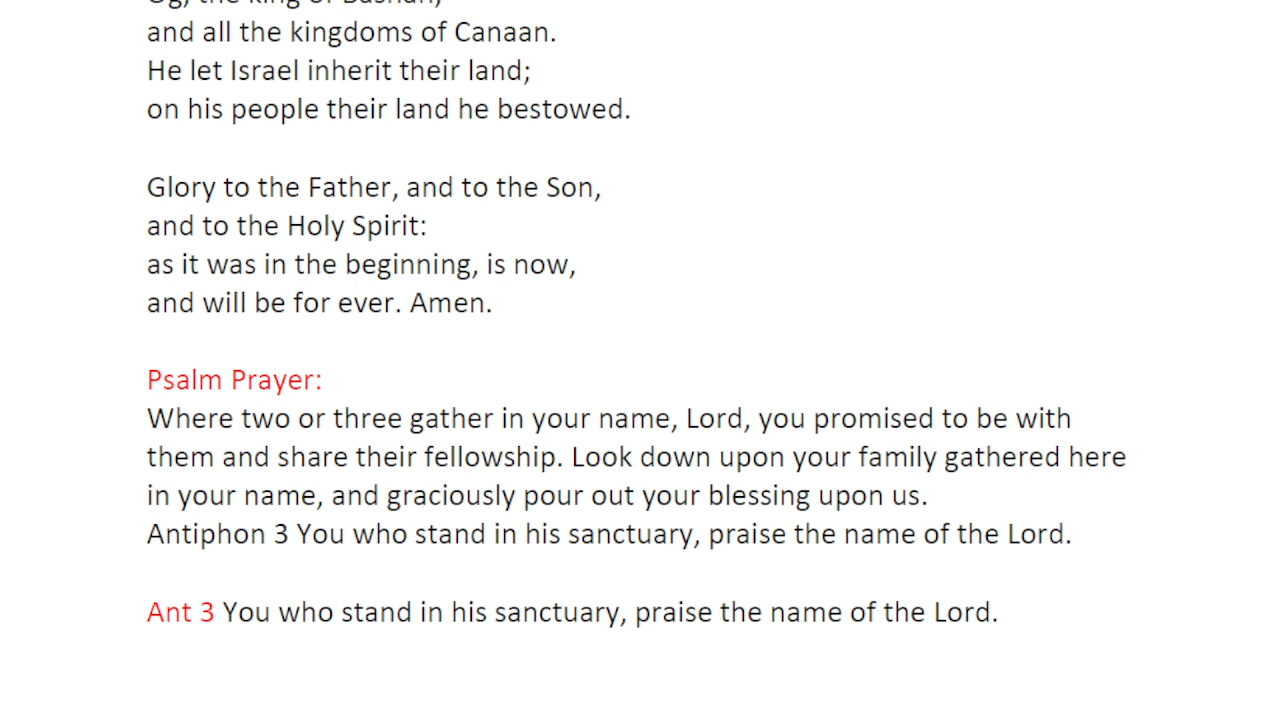 Og, the king of Bashan,
and all the kingdoms of Canaan.
He let Israel inherit their land;
on his people their land he bestowed.
Glory to the Father, and to the Son,
and to the Holy Spirit:
as it was in the beginning, is now,
and will be for ever. Amen.
Psalm Prayer:
Where two or three gather in your name, Lord, you promised to be with
them and share their fellowship. Look down upon your family gathered here
in your name, and graciously pour out your blessing upon us.
Antiphon 3 You who stand in his sanctuary, praise the name of the Lord.
Ant 3 You who stand in his sanctuary, praise the name of the Lord.